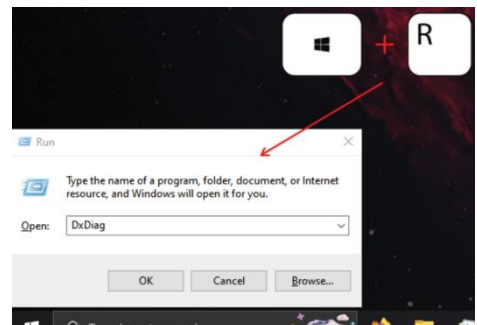 + R
Run
Type the name of a program, folder, document, or Internet
resource, and Windows will open it for you.
Open: DxDiag
OK Cancel Browse...